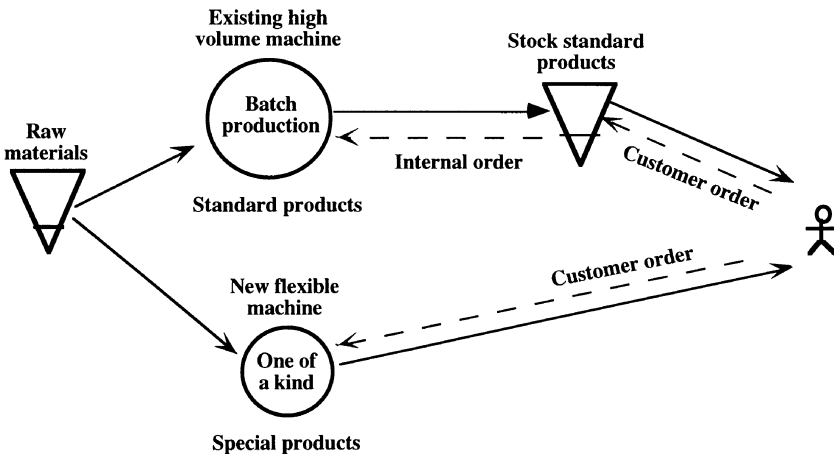 Existing high
volume machine
Stock standard
products
Batch
production
Raw
materials
Internal order
Customer order
Standard products
Customer order
New flexible
machine
One of
a kind
Special products